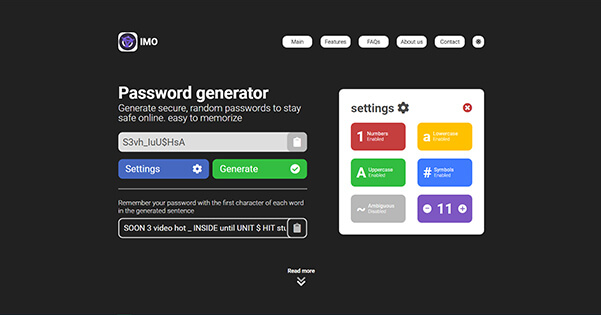 IMO
Main Features FAQs About us Contact
Password generator
Generate secure, random passwords to stay
safe online. easy to memorize
S3vh_IuU$HsA
Settings Generate
Remember your password with the first character of each word
in the generated sentence
SOON 3 video hot _ INSIDE until UNIT $ HIT stu
Read more
settings
1 Numbers
Enabled
a Lowercase
Enabled
A Uppercase
Enabled
# Symbols
Enabled
~ Ambiguous
Disabled
11